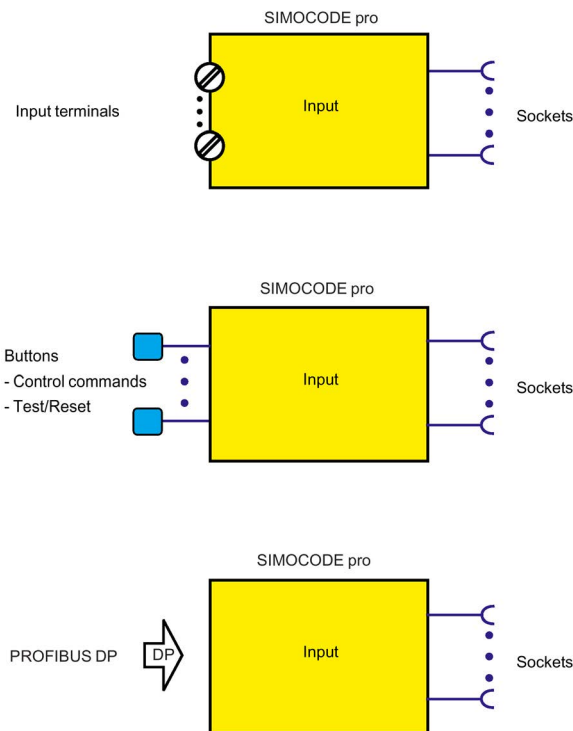 SIMOCODE pro
Input terminals
Input
Sockets
SIMOCODE pro
Buttons
- Control commands
- Test/Reset
Input
Sockets
SIMOCODE pro
PROFIBUS DP
DP
Input
Sockets